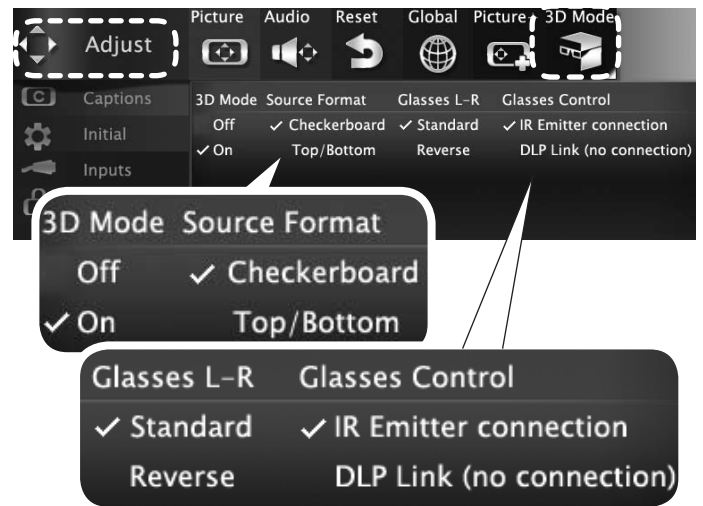 Picture Audio Reset Global Picture+ 3D Mode
Adjust
C Captions
Initial
Inputs
3D Mode Source Format Glasses L–R Glasses Control
Off ✓ Checkerboard ✓ Standard ✓ IR Emitter connection
✓ On Top/Bottom Reverse DLP Link (no connection)
3D Mode Source Format
Off ✓ Checkerboard
✓ On Top/Bottom
Glasses L–R Glasses Control
✓ Standard ✓ IR Emitter connection
Reverse DLP Link (no connection)